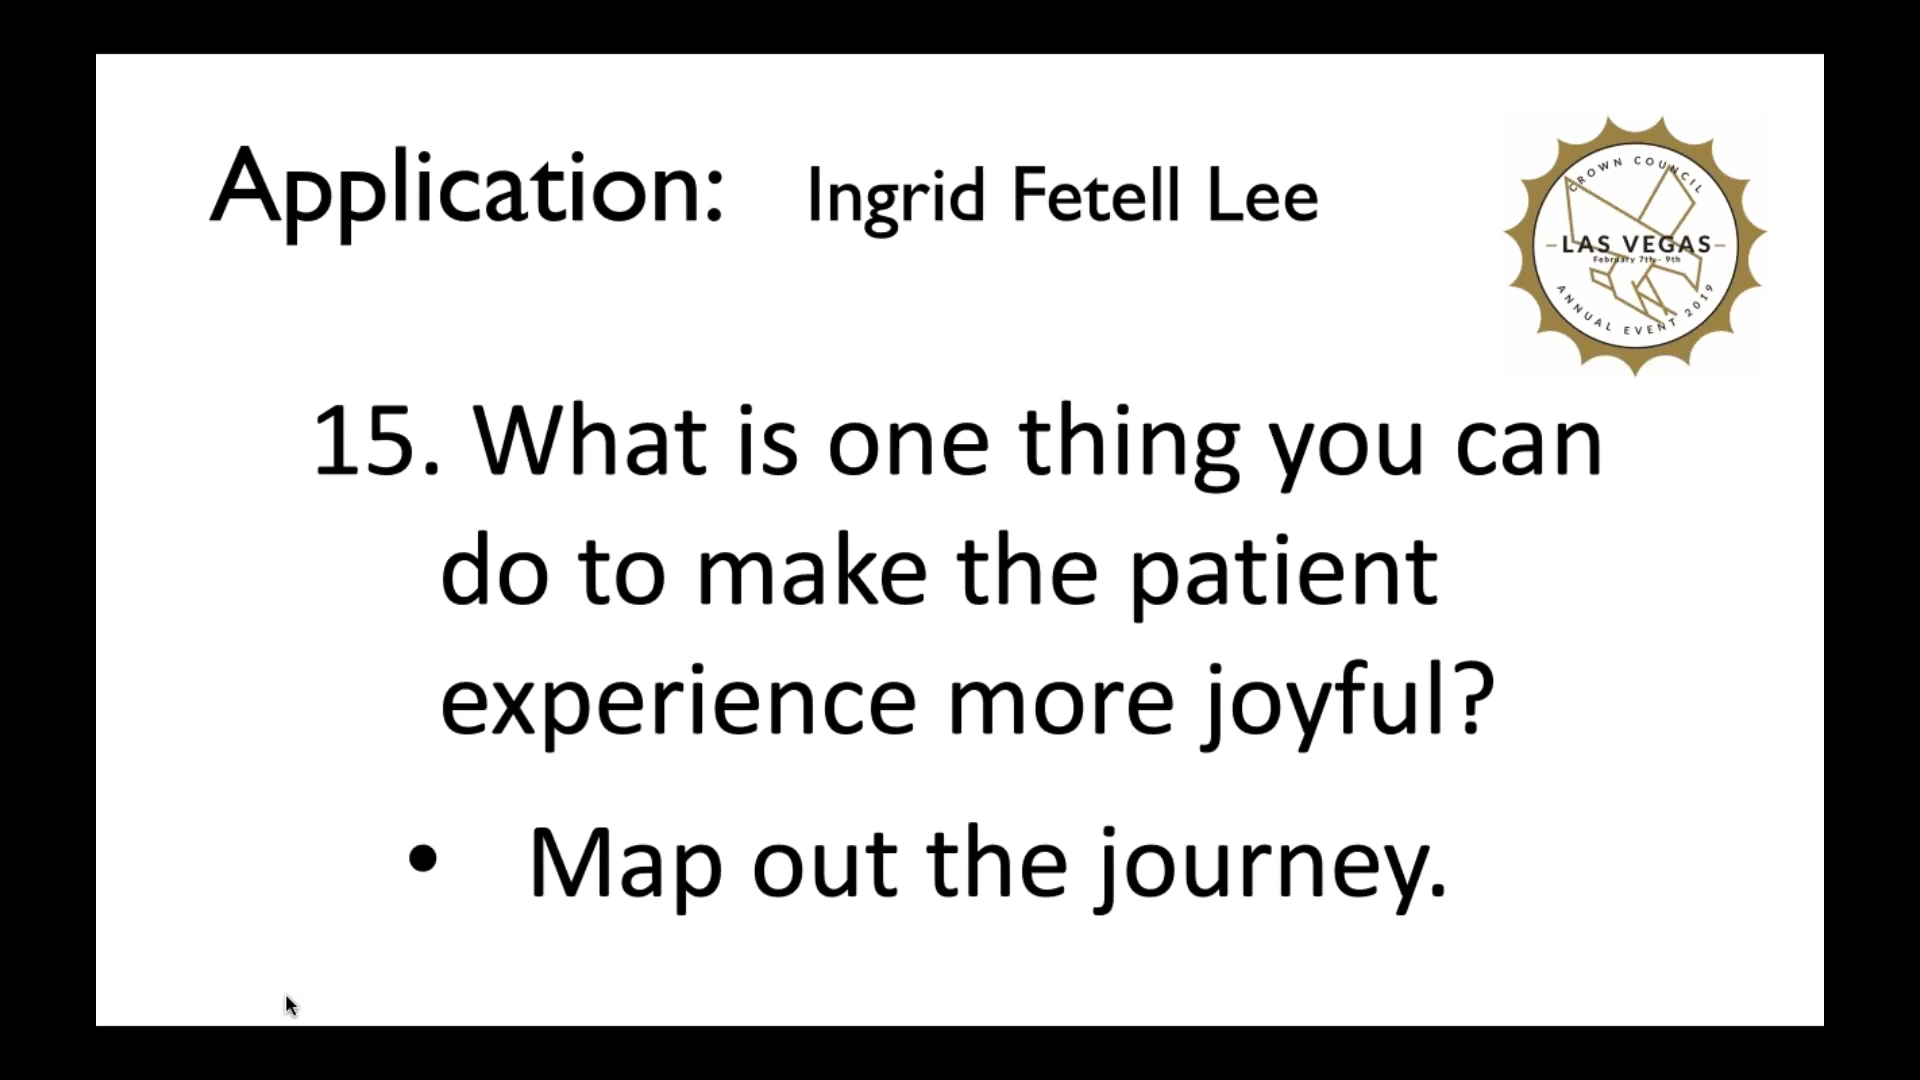 Application: Ingrid Fetell Lee
CROWN COUNCIL
-LAS VEGAS-
February 7th - 9th
ANNUAL EVENT 2019
15. What is one thing you can
do to make the patient
experience more joyful?
• Map out the journey.